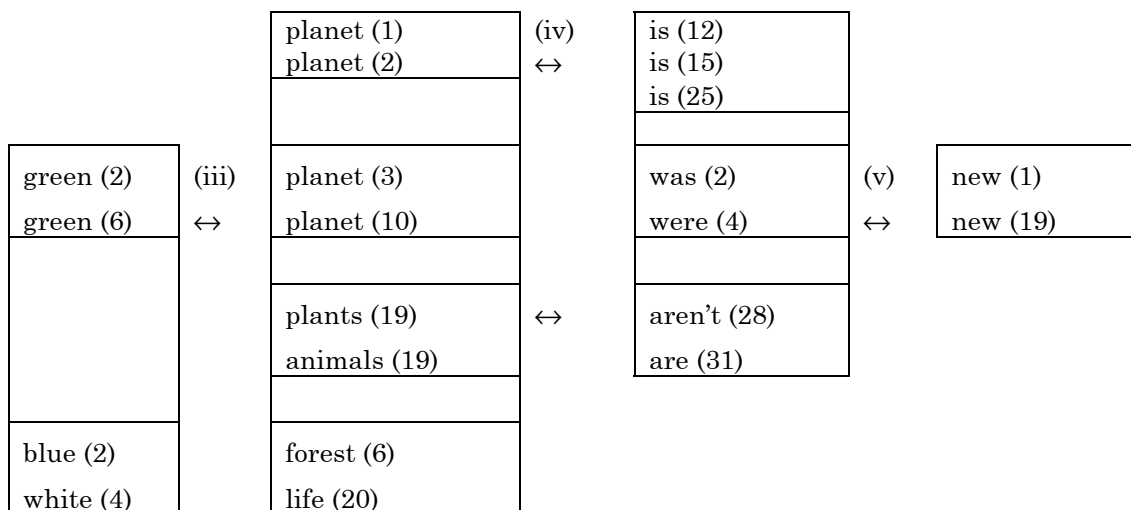 planet (1) (iv) is (12)
planet (2) ↔ is (15)
is (25)
green (2) (iii) planet (3) was (2) (v) new (1)
green (6) ↔ planet (10) were (4) ↔ new (19)
plants (19) ↔ aren't (28)
animals (19) are (31)
blue (2) forest (6)
white (4) life (20)